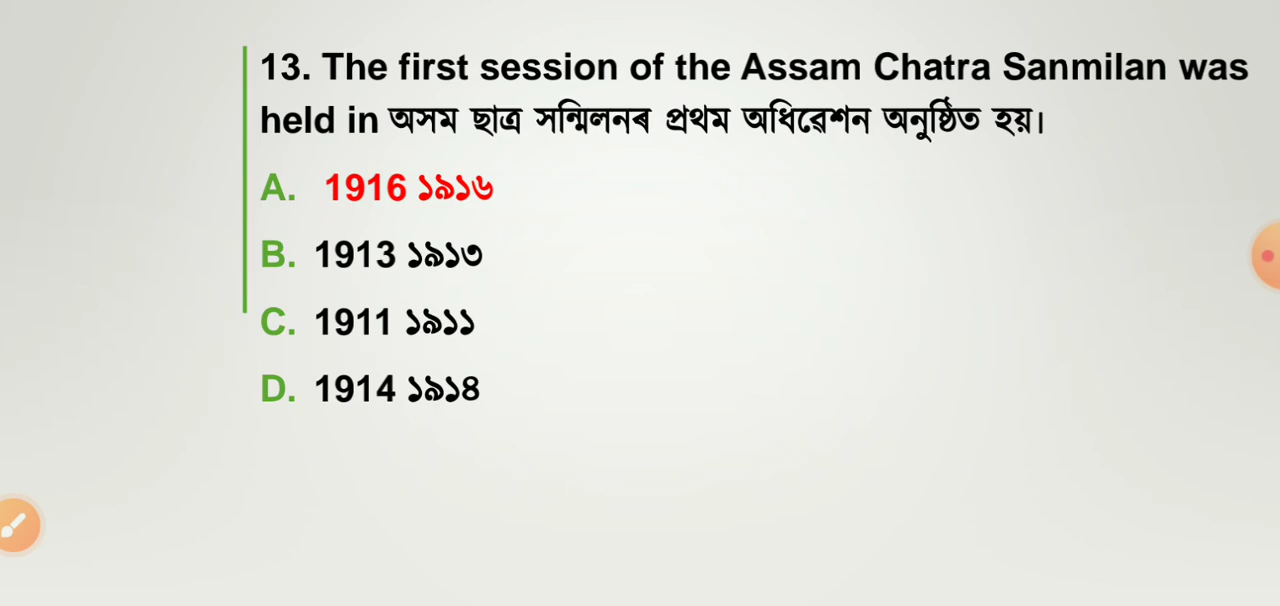 13. The first session of the Assam Chatra Sanmilan was
held in অসম ছাত্ৰ সন্মিলনৰ প্ৰথম অধিৱেশন অনুষ্ঠিত হয়।
A. 1916 ১৯১৬
B. 1913 ১৯১৩
C. 1911 ১৯১১
D. 1914 ১৯১৪